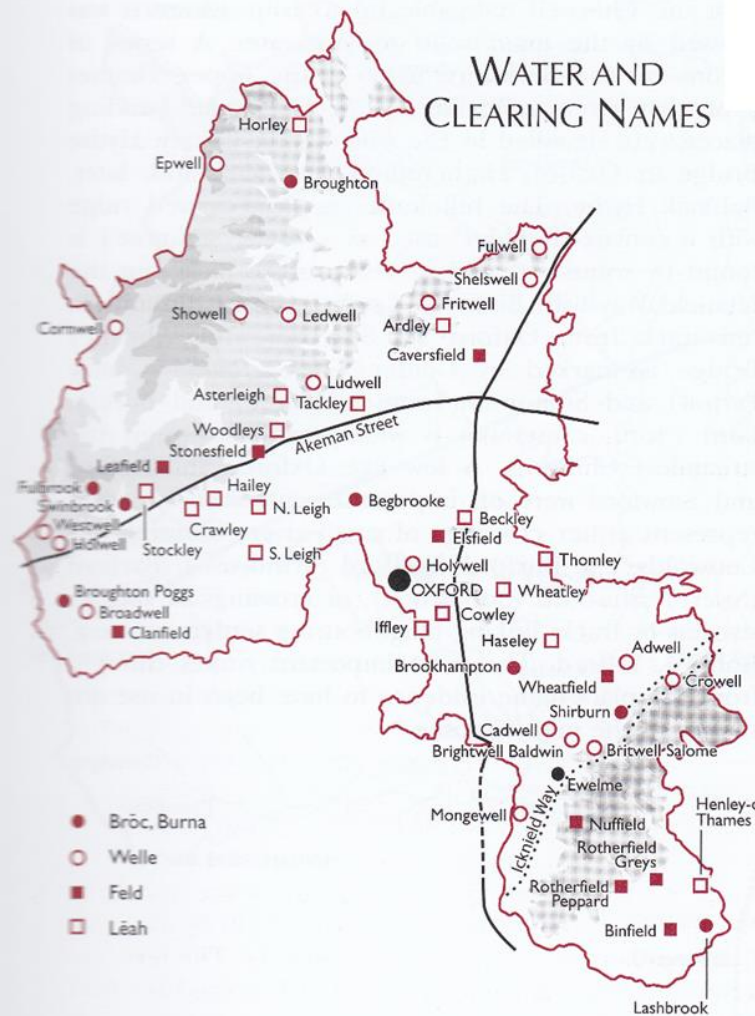 WATER AND
CLEARING NAMES
Horley
Epwell
Broughton
Fulwell
Shelswell
Fritwell
Ardley
Caversfield
Cornwell
Showell
Ledwell
Ludwell
Asterleigh
Tackley
Woodleys
Akeman Street
Stonesfield
Leafield
Fulbrook
Swinbrook
Westwell
Holwell
Stockley
Hailey
Crawley
N. Leigh
S. Leigh
Begbrooke
Beckley
Elsfield
Holywell
OXFORD
Thonley
Wheatley
Cowley
Iffley
Broughton Poggs
Broadwell
Clanfield
Haseley
Brookhampton
Adwell
Wheatfield
Crowell
Shirburn
Cadwell
Brightwell Baldwin
Britwell Salome
Ewelme
Icknield Way
Mongewell
Nuffield
Rotherfield
Greys
Henley-o
Thames
Rotherfield
Peppard
Binfield
Lashbrook
Brōc, Burna
Welle
Feld
Lēah